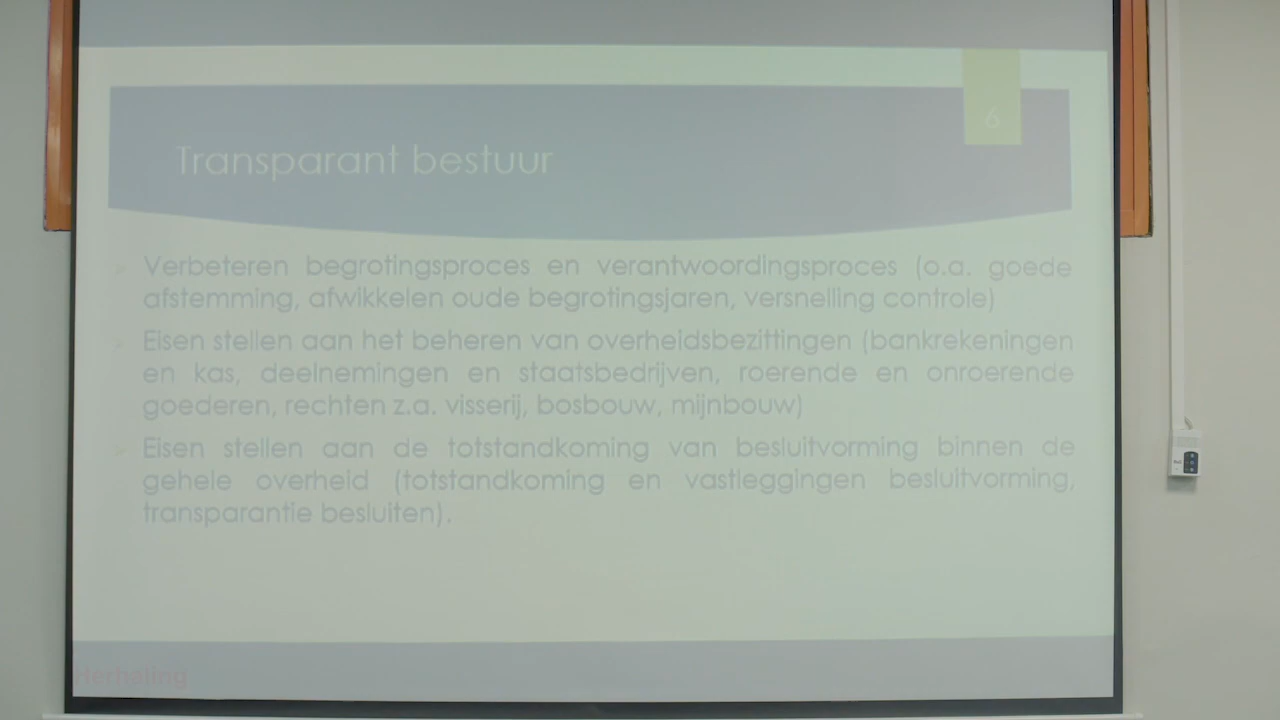 6
Transparant bestuur
Verbeteren begrotingsproces en verantwoordingsproces (o.a. goede
afstemming, afwikkelen oude begrotingsjaren, versnelling controle)
Eisen stellen aan het beheren van overheidsbezittingen (bankrekeningen
en kas, deelnemingen en staatsbedrijven, roerende en onroerende
goederen, rechten z.a. visserij, bosbouw, mijnbouw)
Eisen stellen aan de totstandkoming van besluitvorming binnen de
gehele overheid (totstandkoming en vastleggingen besluitvorming,
transparantie besluiten).
Herhaling